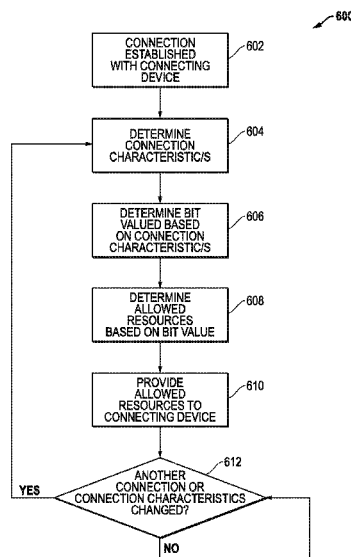 600
CONNECTION
ESTABLISHED
WITH CONNECTING
DEVICE
602
DETERMINE
CONNECTION
CHARACTERISTIC/S
604
DETERMINE BIT
VALUED BASED
ON CONNECTION
CHARACTERISTIC/S
606
DETERMINE
ALLOWED
RESOURCES
BASED ON BIT VALUE
608
PROVIDE
ALLOWED
RESOURCES TO
CONNECTING DEVICE
610
612
ANOTHER
CONNECTION OR
CONNECTION CHARACTERISTICS
CHANGED?
YES
NO